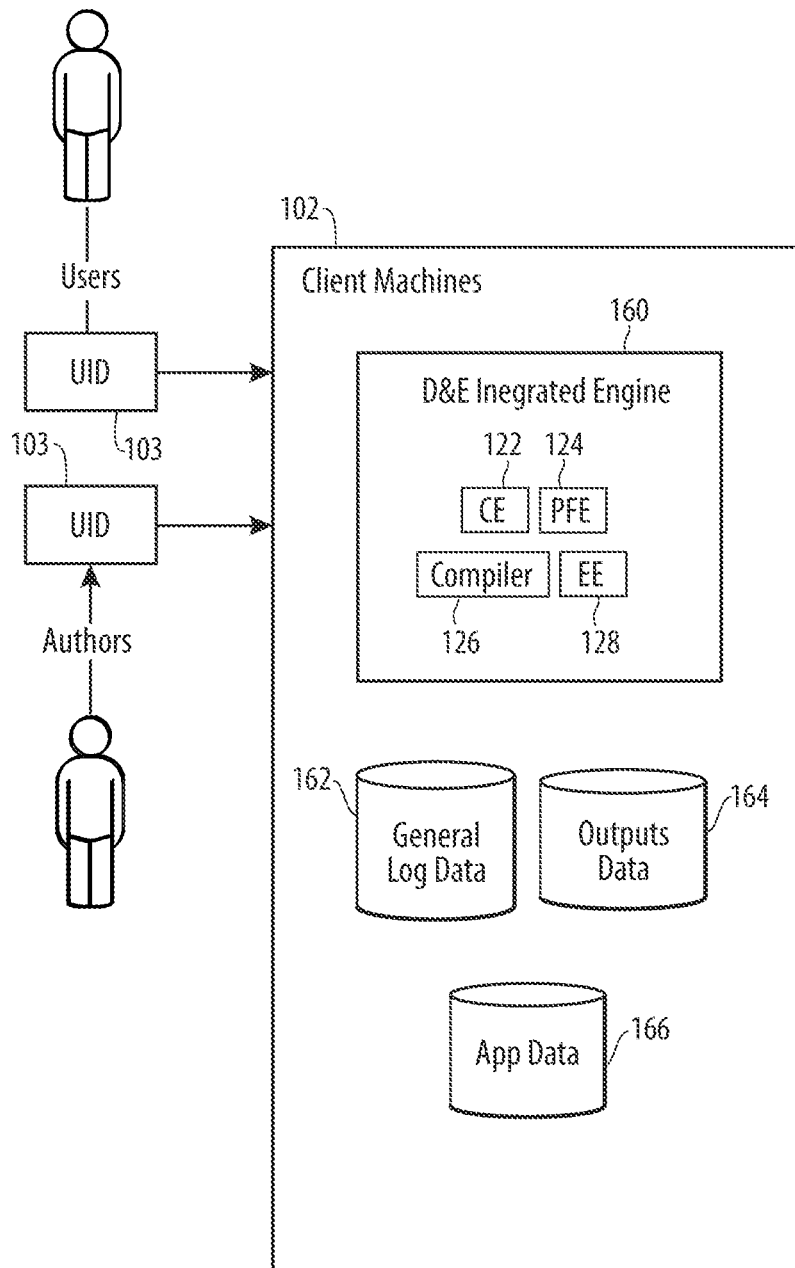 102
Users
Client Machines
160
UID
D&E Inegrated Engine
103
103
122
124
UID
CE
PFE
Compiler
EE
Authors
126
128
162
General
Log Data
Outputs
Data
164
App Data
166